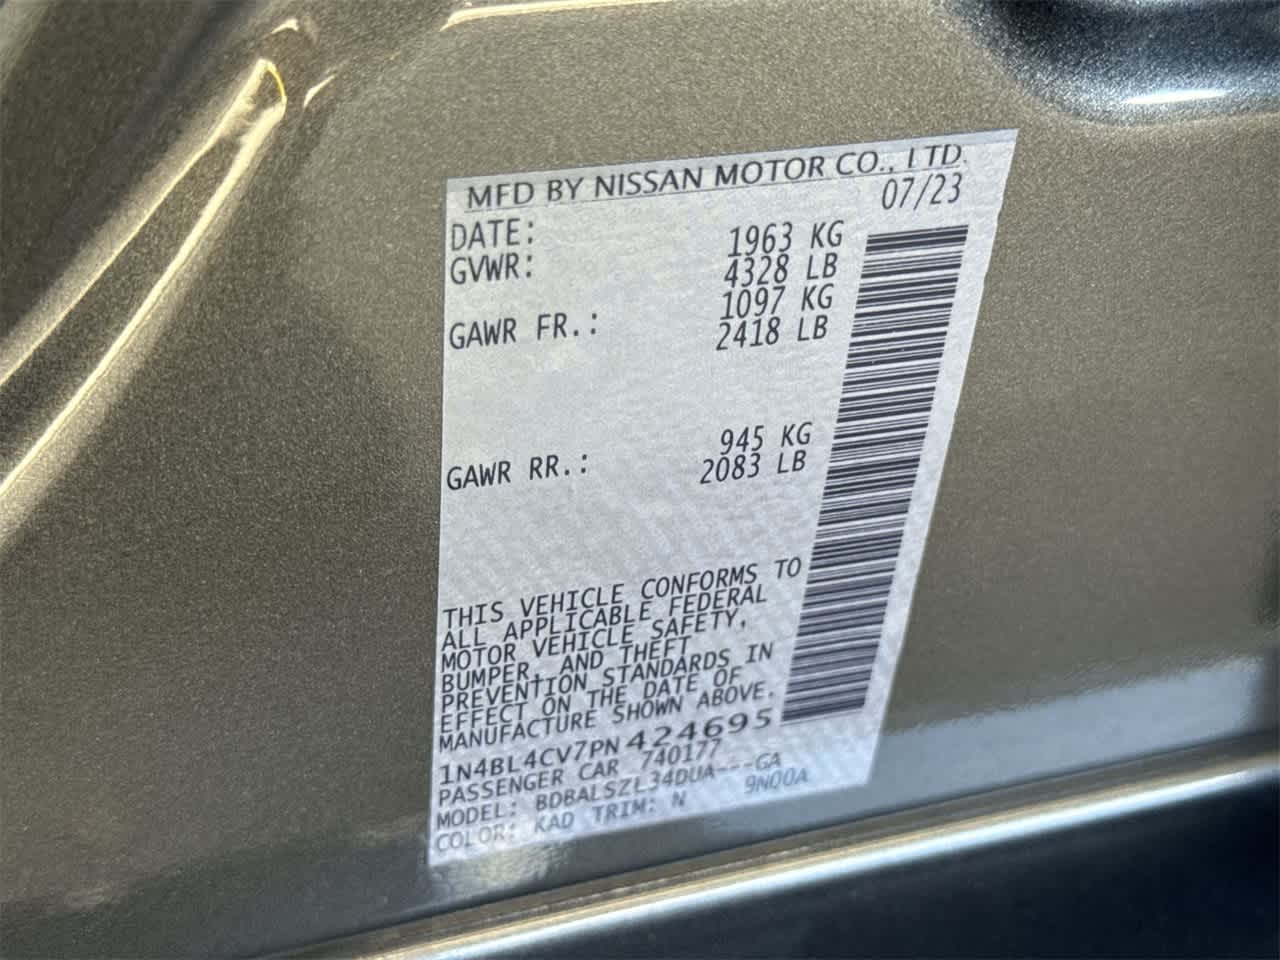 MFD BY NISSAN MOTOR CO., LTD.
DATE: 07/23
GVWR: 1963 KG
4328 LB
GAWR FR.: 1097 KG
2418 LB
GAWR RR.: 945 KG
2083 LB
THIS VEHICLE CONFORMS TO
ALL APPLICABLE FEDERAL
MOTOR VEHICLE SAFETY,
BUMPER, AND THEFT
PREVENTION STANDARDS IN
EFFECT ON THE DATE OF
MANUFACTURE SHOWN ABOVE.
1N4BL4CV7PN424695
PASSENGER CAR 740177
MODEL: BDBALSZL34DUA---GA
COLOR: KAD TRIM: N 9N00A